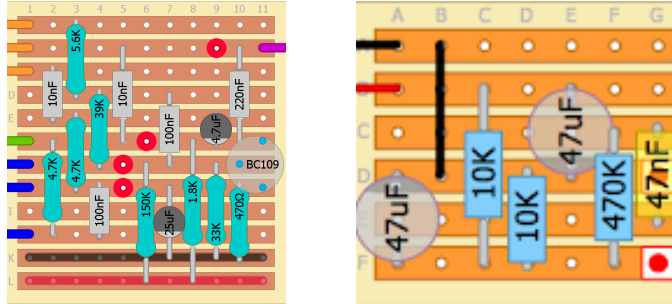 1 2 3 4 5 6 7 8 9 10 11
5.6K
D
E
I
K
L
10nF
39K
10nF
100nF
4.7uF
220nF
4.7K
4.7K
BC109
100nF
150K
25uF
1.8K
33K
470Ω
A B C D E F G
C
D
F
47uF
10K
47uF
10K
470K
47nF